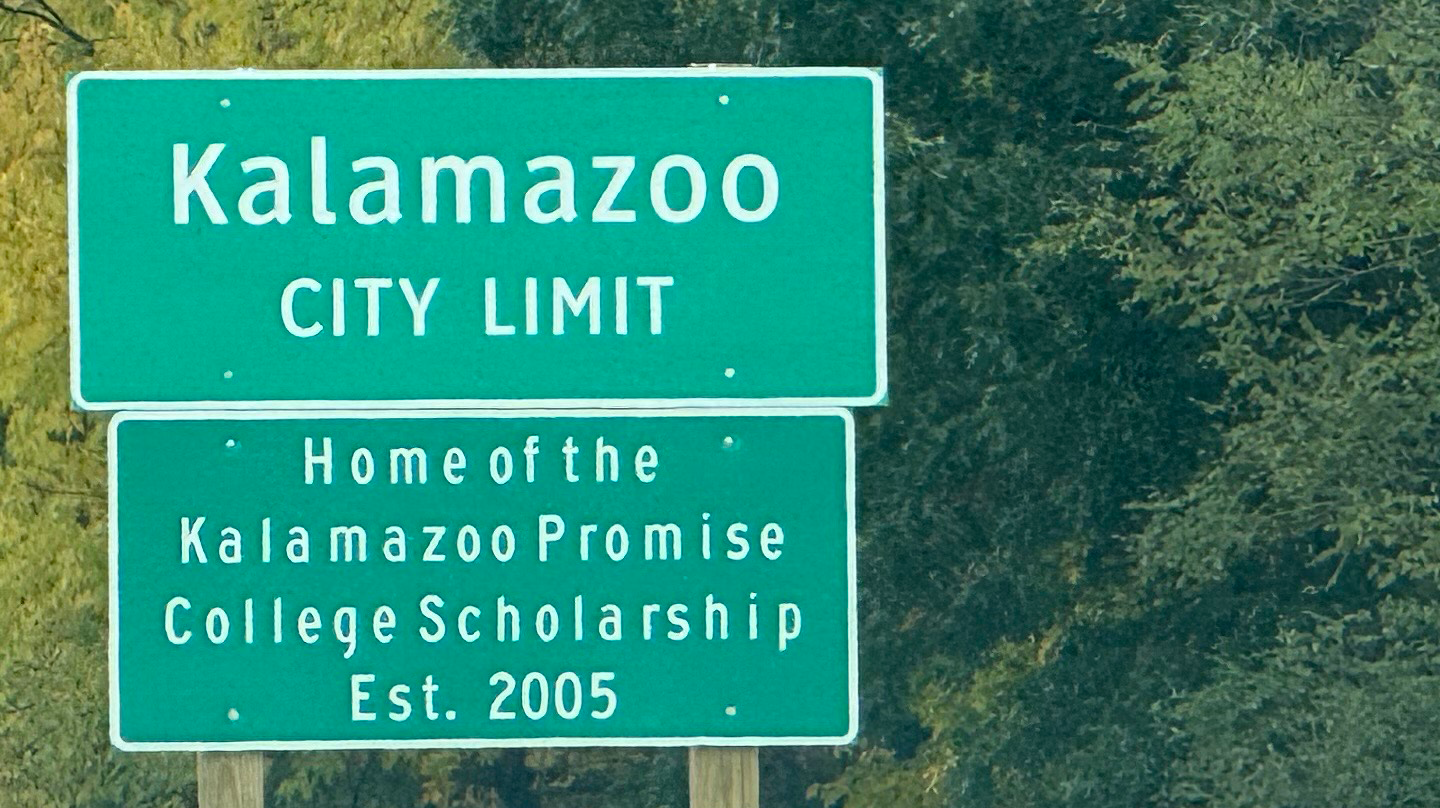 Kalamazoo
CITY LIMIT
Home of the
Kalamazoo Promise
College Scholarship
Est. 2005